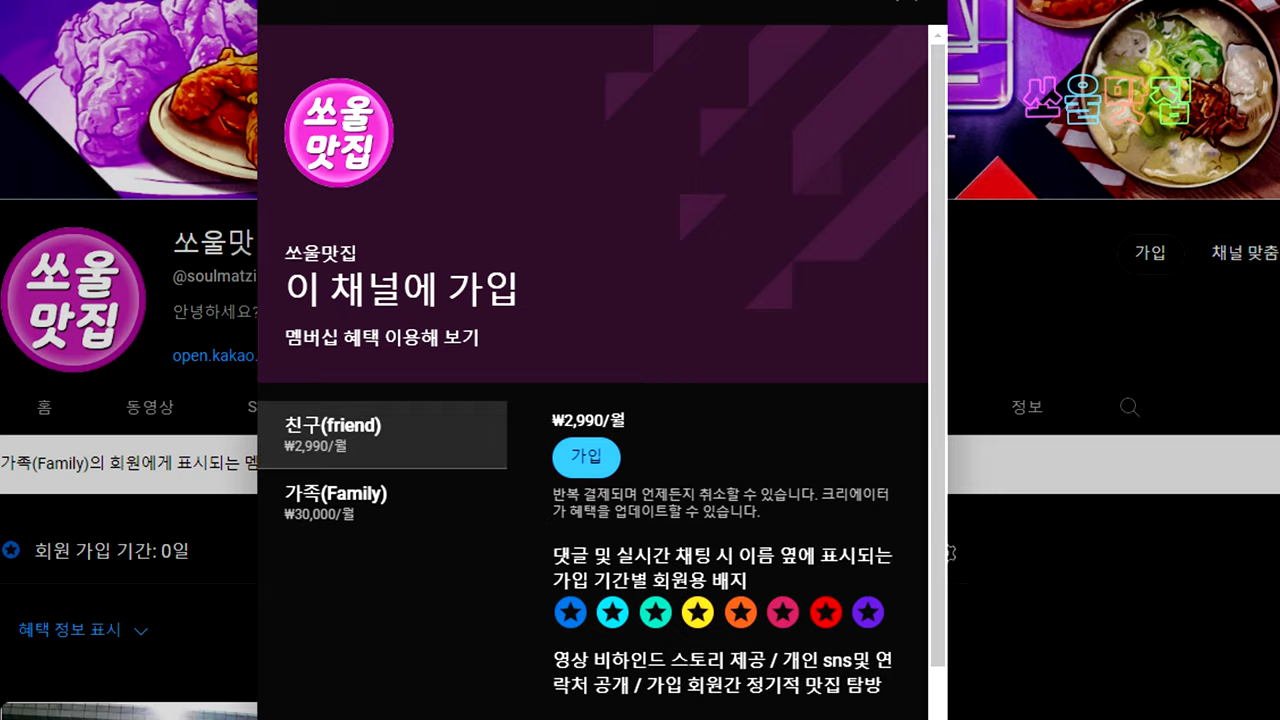 쏘울
맛집
쏘울맛집
이 채널에 가입
멤버십 혜택 이용해 보기
친구(friend)
₩2,990/월
가족(Family)
₩30,000/월
₩2,990/월
가입
반복 결제되며 언제든지 취소할 수 있습니다. 크리에이터
가 혜택을 업데이트할 수 있습니다.
댓글 및 실시간 채팅 시 이름 옆에 표시되는
가입 기간별 회원용 배지
영상 비하인드 스토리 제공 / 개인 sns및 연
락처 공개 / 가입 회원간 정기적 맛집 탐방
쏘울맛집
쏘울
맛집
쏘울맛
@soulmatzi
안녕하세요?
open.kakao.
가입
채널 맞춤
홈
동영상
S
정보
가족(Family)의 회원에게 표시되는 멤
회원 가입 기간: 0일
혜택 정보 표시